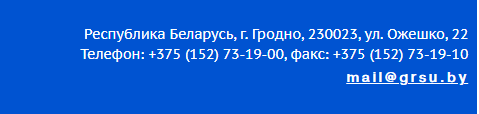 Республика Беларусь, г. Гродно, 230023, ул. Ожешко, 22
Телефон: +375 (152) 73-19-00, факс: +375 (152) 73-19-10
mail@grsu.by